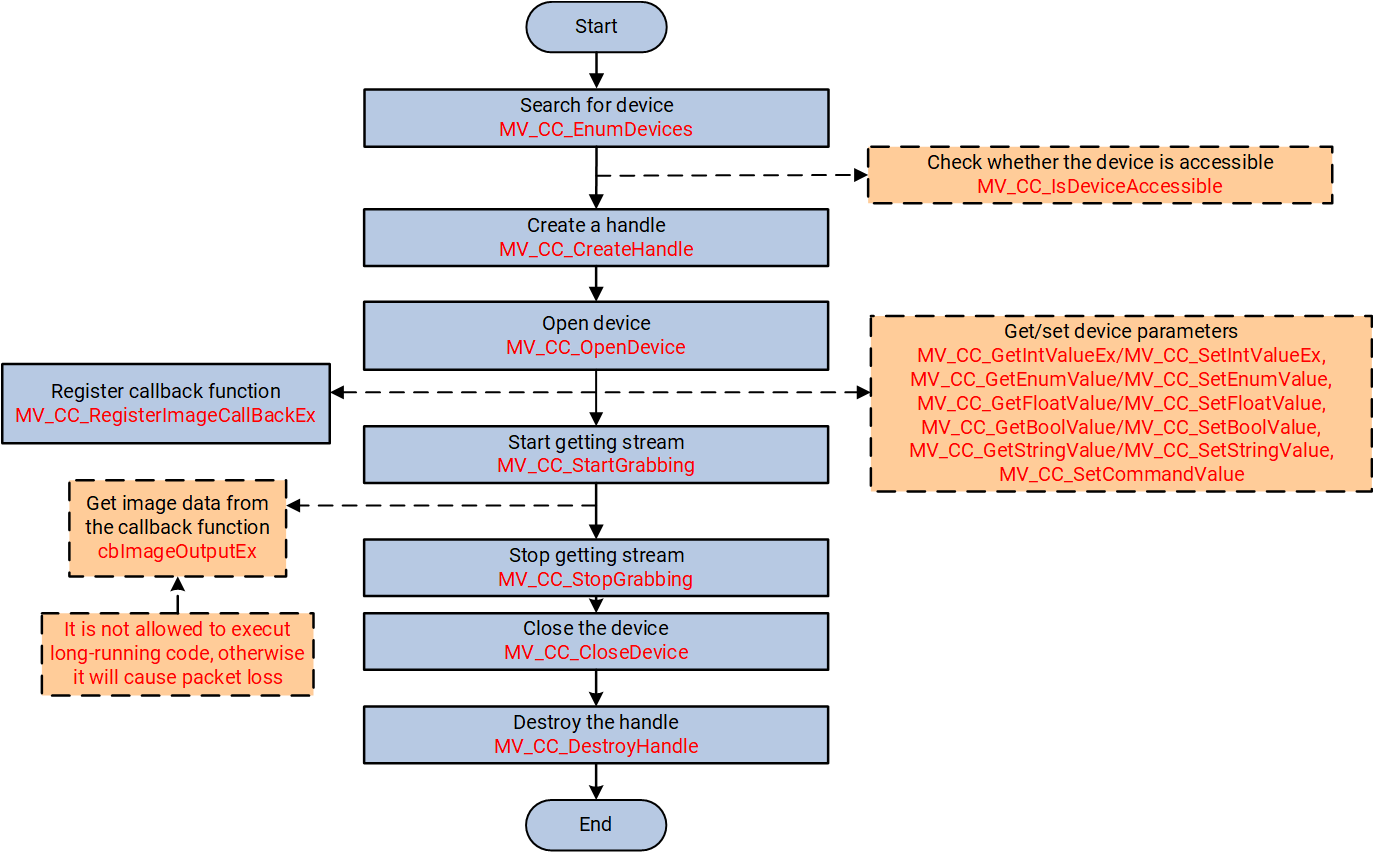 Start
Search for device
MV_CC_EnumDevices
Check whether the device is accessible
MV_CC_IsDeviceAccessible
Create a handle
MV_CC_CreateHandle
Open device
MV_CC_OpenDevice
Get/set device parameters
MV_CC_GetIntValueEx/MV_CC_SetIntValueEx,
MV_CC_GetEnumValue/MV_CC_SetEnumValue,
MV_CC_GetFloatValue/MV_CC_SetFloatValue,
MV_CC_GetBoolValue/MV_CC_SetBoolValue,
MV_CC_GetStringValue/MV_CC_SetStringValue,
MV_CC_SetCommandValue
Register callback function
MV_CC_RegisterImageCallBackEx
Start getting stream
MV_CC_StartGrabbing
Get image data from
the callback function
cbImageOutputEx
Stop getting stream
MV_CC_StopGrabbing
It is not allowed to execut
long-running code, otherwise
it will cause packet loss
Close the device
MV_CC_CloseDevice
Destroy the handle
MV_CC_DestroyHandle
End